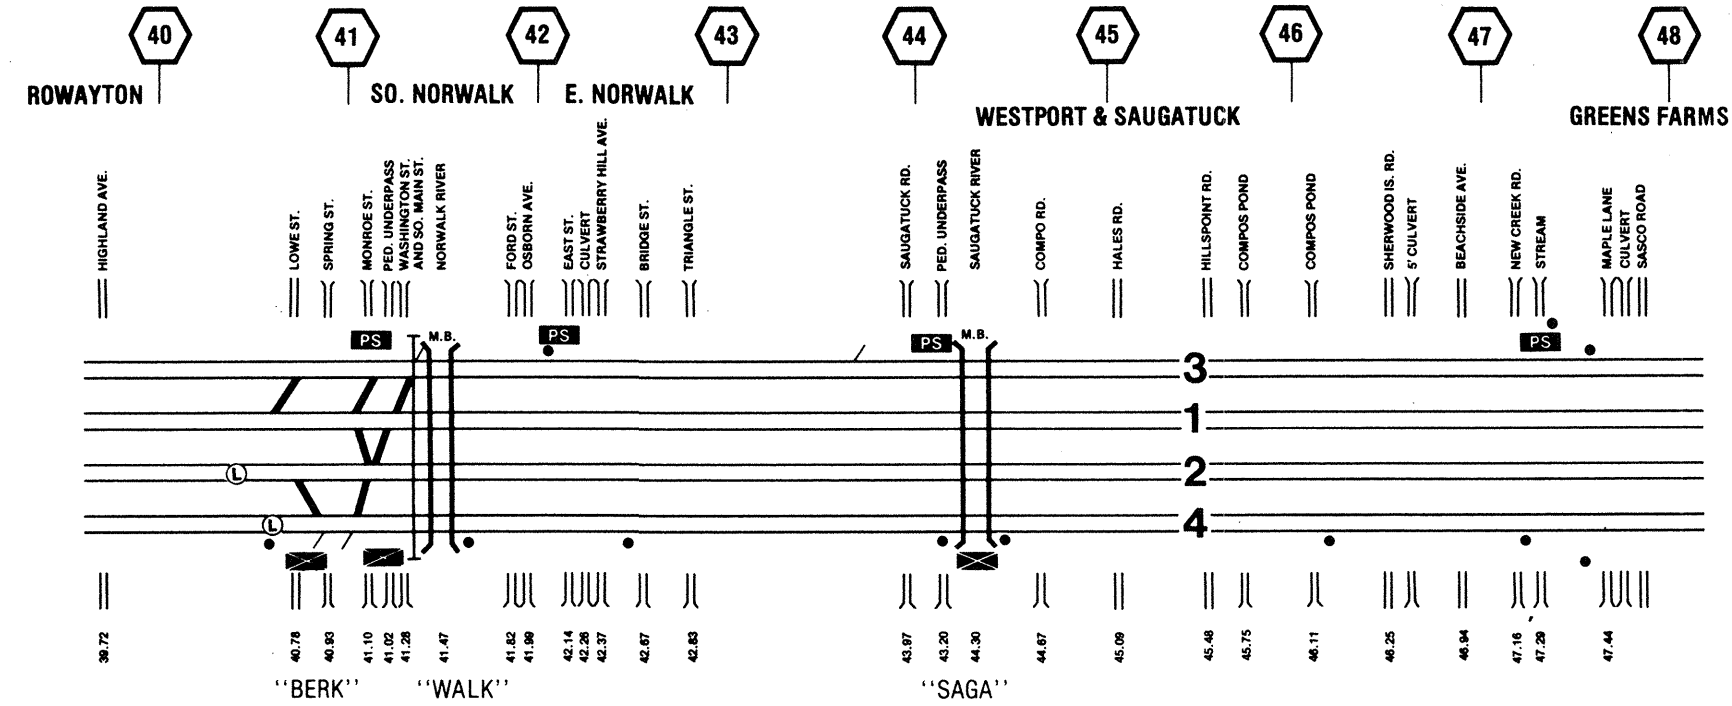 40 41 42 43 44 45 46 47 48
ROWAYTON SO. NORWALK E. NORWALK
WESTPORT & SAUGATUCK GREENS FARMS
HIGHLAND AVE.
LOWE ST.
SPRING ST.
MONROE ST.
PED. UNDERPASS
WASHINGTON ST.
AND SO. MAIN ST.
NORWALK RIVER
FORD ST.
OSBORN AVE.
EAST ST.
CULVERT
STRAWBERRY HILL AVE.
BRIDGE ST.
TRIANGLE ST.
SAUGATUCK RD.
PED. UNDERPASS
SAUGATUCK RIVER
COMPO RD.
HALES RD.
HILLSPOINT RD.
COMPOS POND
COMPOS POND
SHERWOOD IS. RD.
5' CULVERT
BEACHSIDE AVE.
NEW CREEK RD.
STREAM
MAPLE LANE
CULVERT
SASCO ROAD
PS M.B. PS PS M.B. PS
3
1
L 2
L 4
39.72
40.78
40.93
41.10
41.02
41.28
41.47
41.82
41.99
42.14
42.26
42.37
42.67
42.83
43.97
43.20
44.30
44.67
45.09
45.48
45.75
46.11
46.25
46.94
47.16
47.29
47.44
"BERK" "WALK" "SAGA"